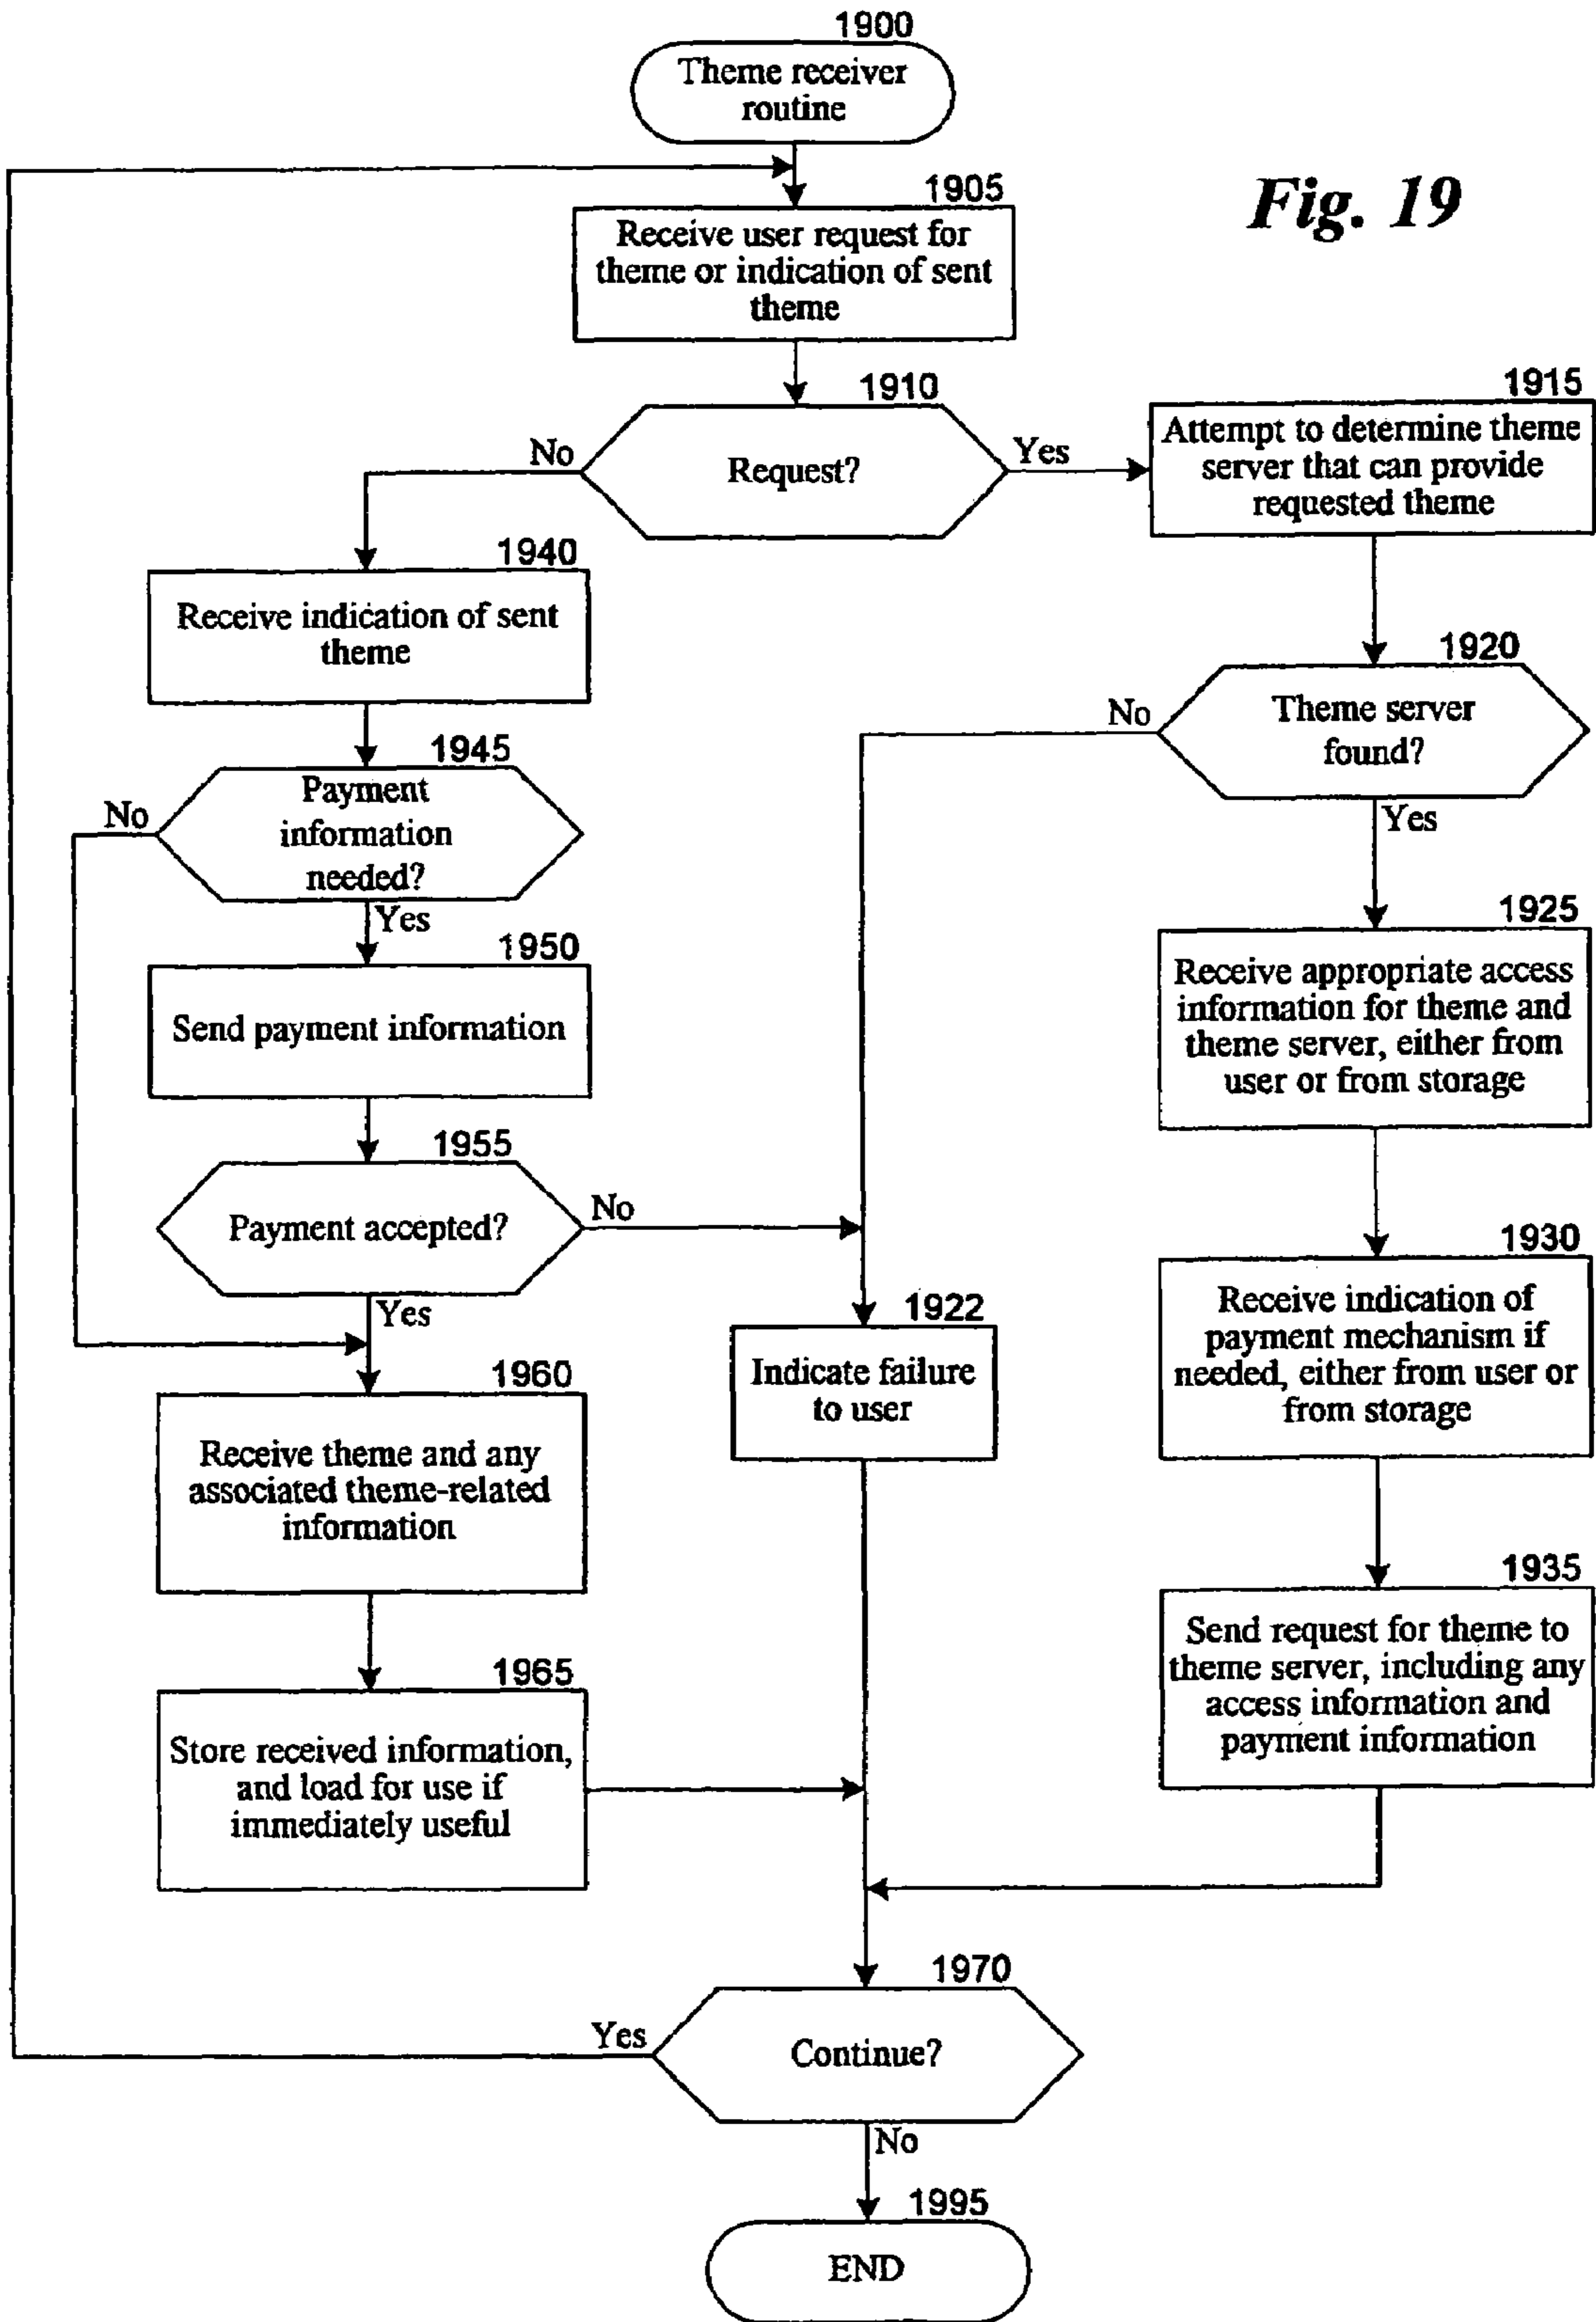 1900
Theme receiver
routine
Fig. 19
1905
Receive user request for
theme or indication of sent
theme
1910
Request?
No
Yes
1915
Attempt to determine theme
server that can provide
requested theme
1940
Receive indication of sent
theme
1920
Theme server
found?
No
Yes
1945
Payment
information
needed?
No
Yes
1925
Receive appropriate access
information for theme and
theme server, either from
user or from storage
1950
Send payment information
1955
Payment accepted?
No
Yes
1930
Receive indication of
payment mechanism if
needed, either from user or
from storage
1922
Indicate failure
to user
1960
Receive theme and any
associated theme-related
information
1935
Send request for theme to
theme server, including any
access information and
payment information
1965
Store received information,
and load for use if
immediately useful
1970
Continue?
Yes
No
1995
END